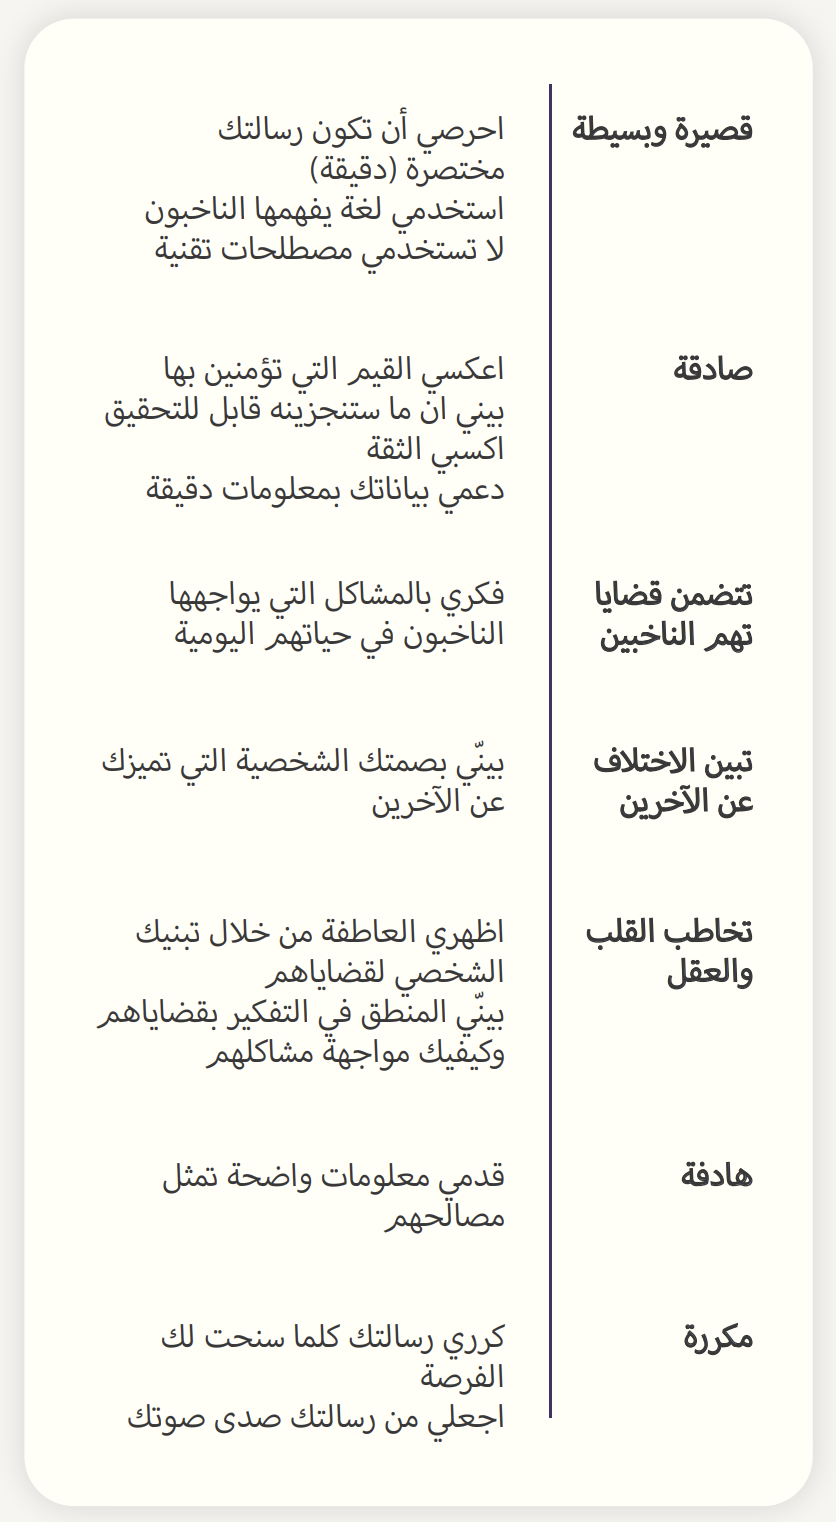 قصيرة وبسيطة
احرصي أن تكون رسالتك
مختصرة (دقيقة)
استخدمي لغة يفهمها الناخبون
لا تستخدمي مصطلحات تقنية
صادقة
اعكسي القيم التي تؤمنين بها
بيني ان ما ستنجزينه قابل للتحقيق
اكسبي الثقة
دعمي بياناتك بمعلومات دقيقة
تتضمن قضايا
تهم الناخبين
فكري بالمشاكل التي يواجهها
الناخبون في حياتهم اليومية
تبين الاختلاف
عن الآخرين
بينّي بصمتك الشخصية التي تميزك
عن الآخرين
تخاطب القلب
والعقل
اظهري العاطفة من خلال تبنيك
الشخصي لقضاياهم
بينّي المنطق في التفكير بقضاياهم
وكيفيك مواجهة مشاكلهم
هادفة
قدمي معلومات واضحة تمثل
مصالحهم
مكررة
كرري رسالتك كلما سنحت لك
الفرصة
اجعلي من رسالتك صدى صوتك